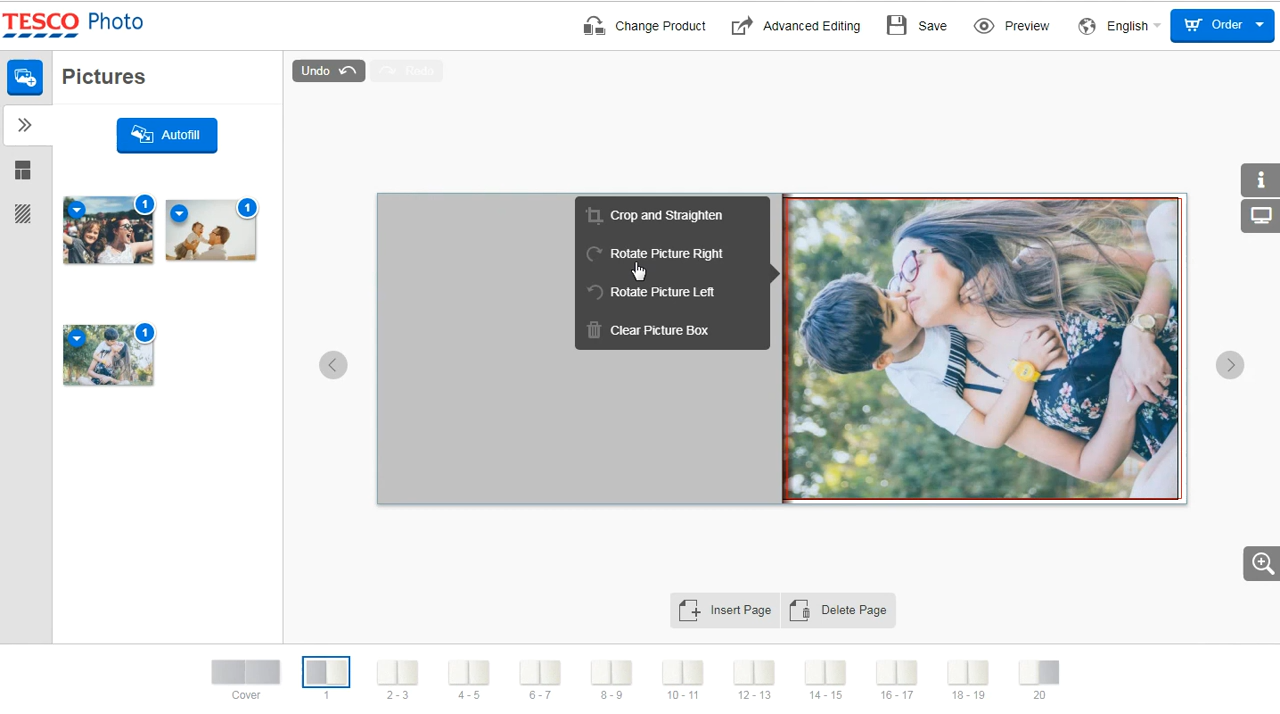 TESCO Photo
Change Product
Advanced Editing
Save
Preview
English
Order
Pictures
Undo
Redo
Autofill
1
1
1
Crop and Straighten
Rotate Picture Right
Rotate Picture Left
Clear Picture Box
i
Insert Page
Delete Page
Cover
1
2 - 3
4 - 5
6 - 7
8 - 9
10 - 11
12 - 13
14 - 15
16 - 17
18 - 19
20